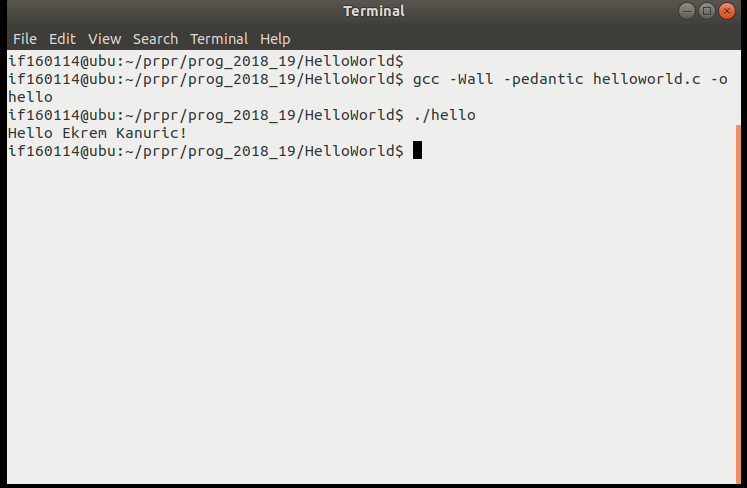 Terminal
File Edit View Search Terminal Help
if160114@ubu:~/prpr/prog_2018_19/HelloWorld$
if160114@ubu:~/prpr/prog_2018_19/HelloWorld$ gcc -Wall -pedantic helloworld.c -o
hello
if160114@ubu:~/prpr/prog_2018_19/HelloWorld$ ./hello
Hello Ekrem Kanuric!
if160114@ubu:~/prpr/prog_2018_19/HelloWorld$